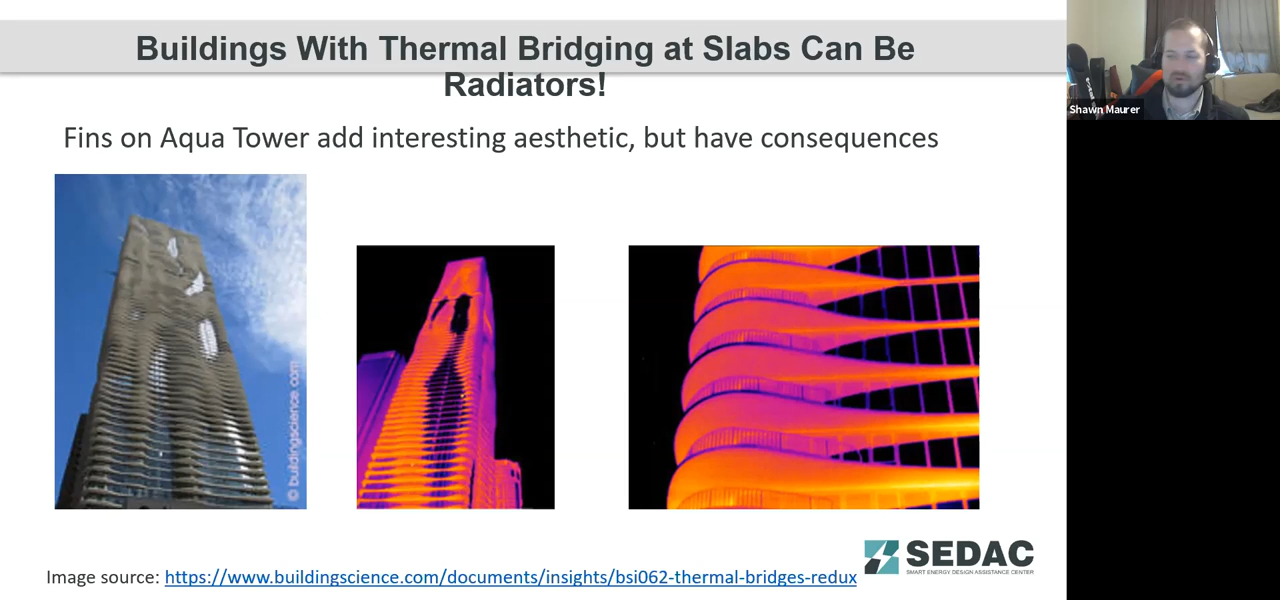 Buildings With Thermal Bridging at Slabs Can Be
Radiators!
Shawn Maurer
Fins on Aqua Tower add interesting aesthetic, but have consequences
© buildingscience.com
SEDAC
SMART ENERGY DESIGN ASSISTANCE CENTER
Image source: https://www.buildingscience.com/documents/insights/bsi062-thermal-bridges-redux